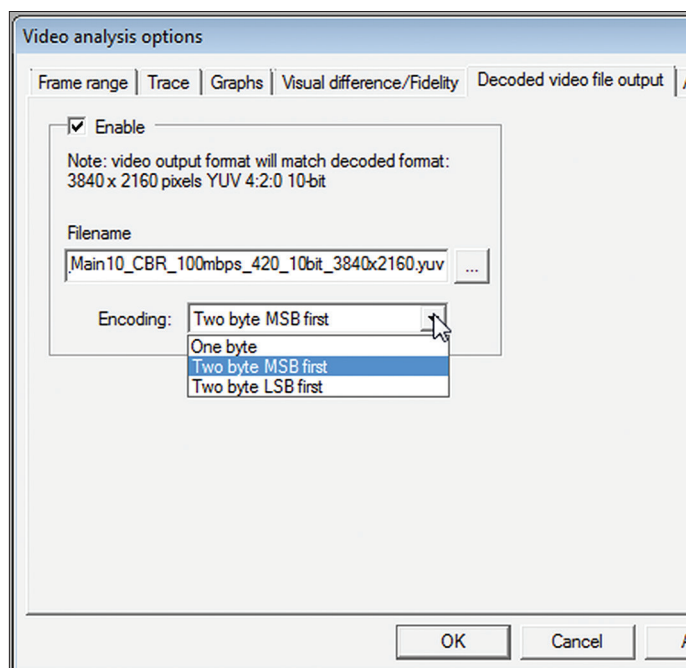 Video analysis options
Frame range Trace Graphs Visual difference/Fidelity Decoded video file output
Enable
Note: video output format will match decoded format:
3840 x 2160 pixels YUV 4:2:0 10-bit
Filename
_Main10_CBR_100mbps_420_10bit_3840x2160.yuv ...
Encoding: Two byte MSB first
One byte
Two byte MSB first
Two byte LSB first
OK Cancel